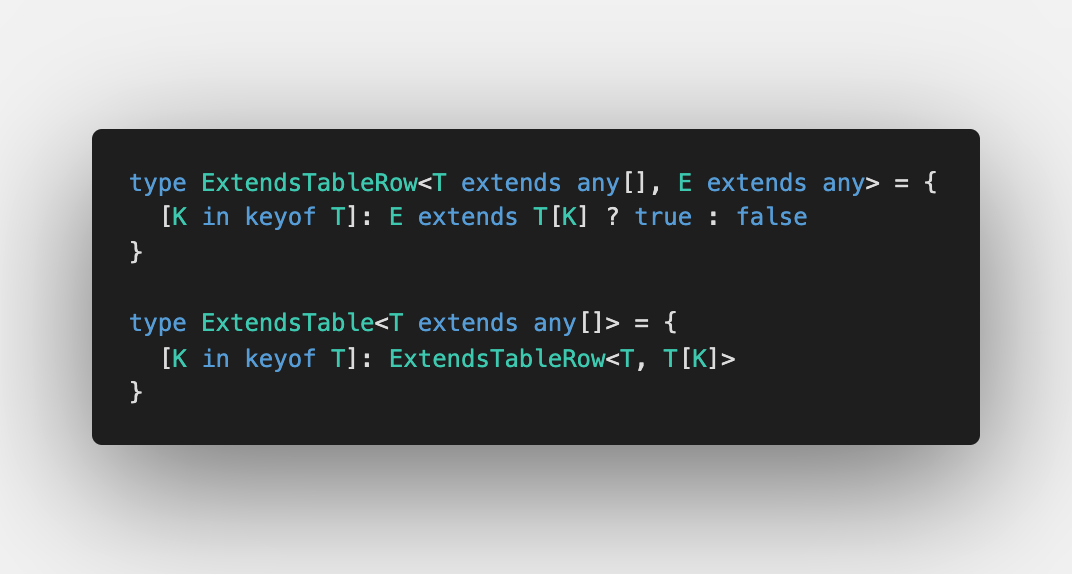 type ExtendsTableRow<T extends any[], E extends any> = {
  [K in keyof T]: E extends T[K] ? true : false
}
type ExtendsTable<T extends any[]> = {
  [K in keyof T]: ExtendsTableRow<T, T[K]>
}